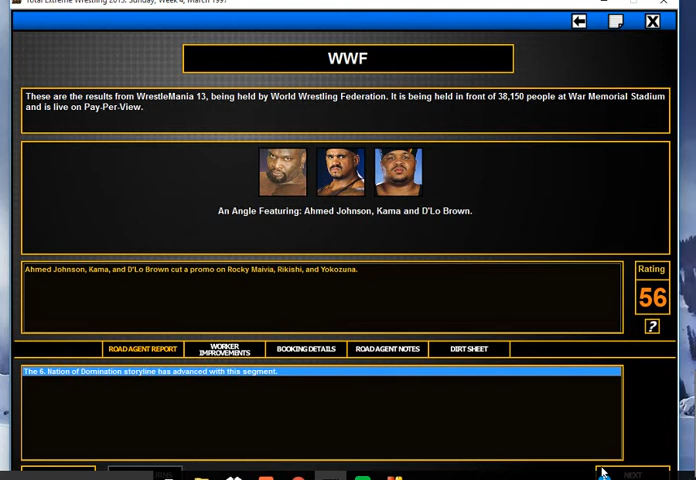 Total Extreme Wrestling 2013: Sunday, Week 4, March 1997
WWF
These are the results from WrestleMania 13, being held by World Wrestling Federation. It is being held in front of 38,150 people at War Memorial Stadium
and is live on Pay-Per-View.
An Angle Featuring: Ahmed Johnson, Kama and D'Lo Brown.
Ahmed Johnson, Kama, and D'Lo Brown cut a promo on Rocky Maivia, Rikishi, and Yokozuna.
Rating
56
?
ROAD AGENT REPORT
WORKER
IMPROVEMENTS
BOOKING DETAILS
ROAD AGENT NOTES
DIRT SHEET
The 6. Nation of Domination storyline has advanced with this segment.
NEXT